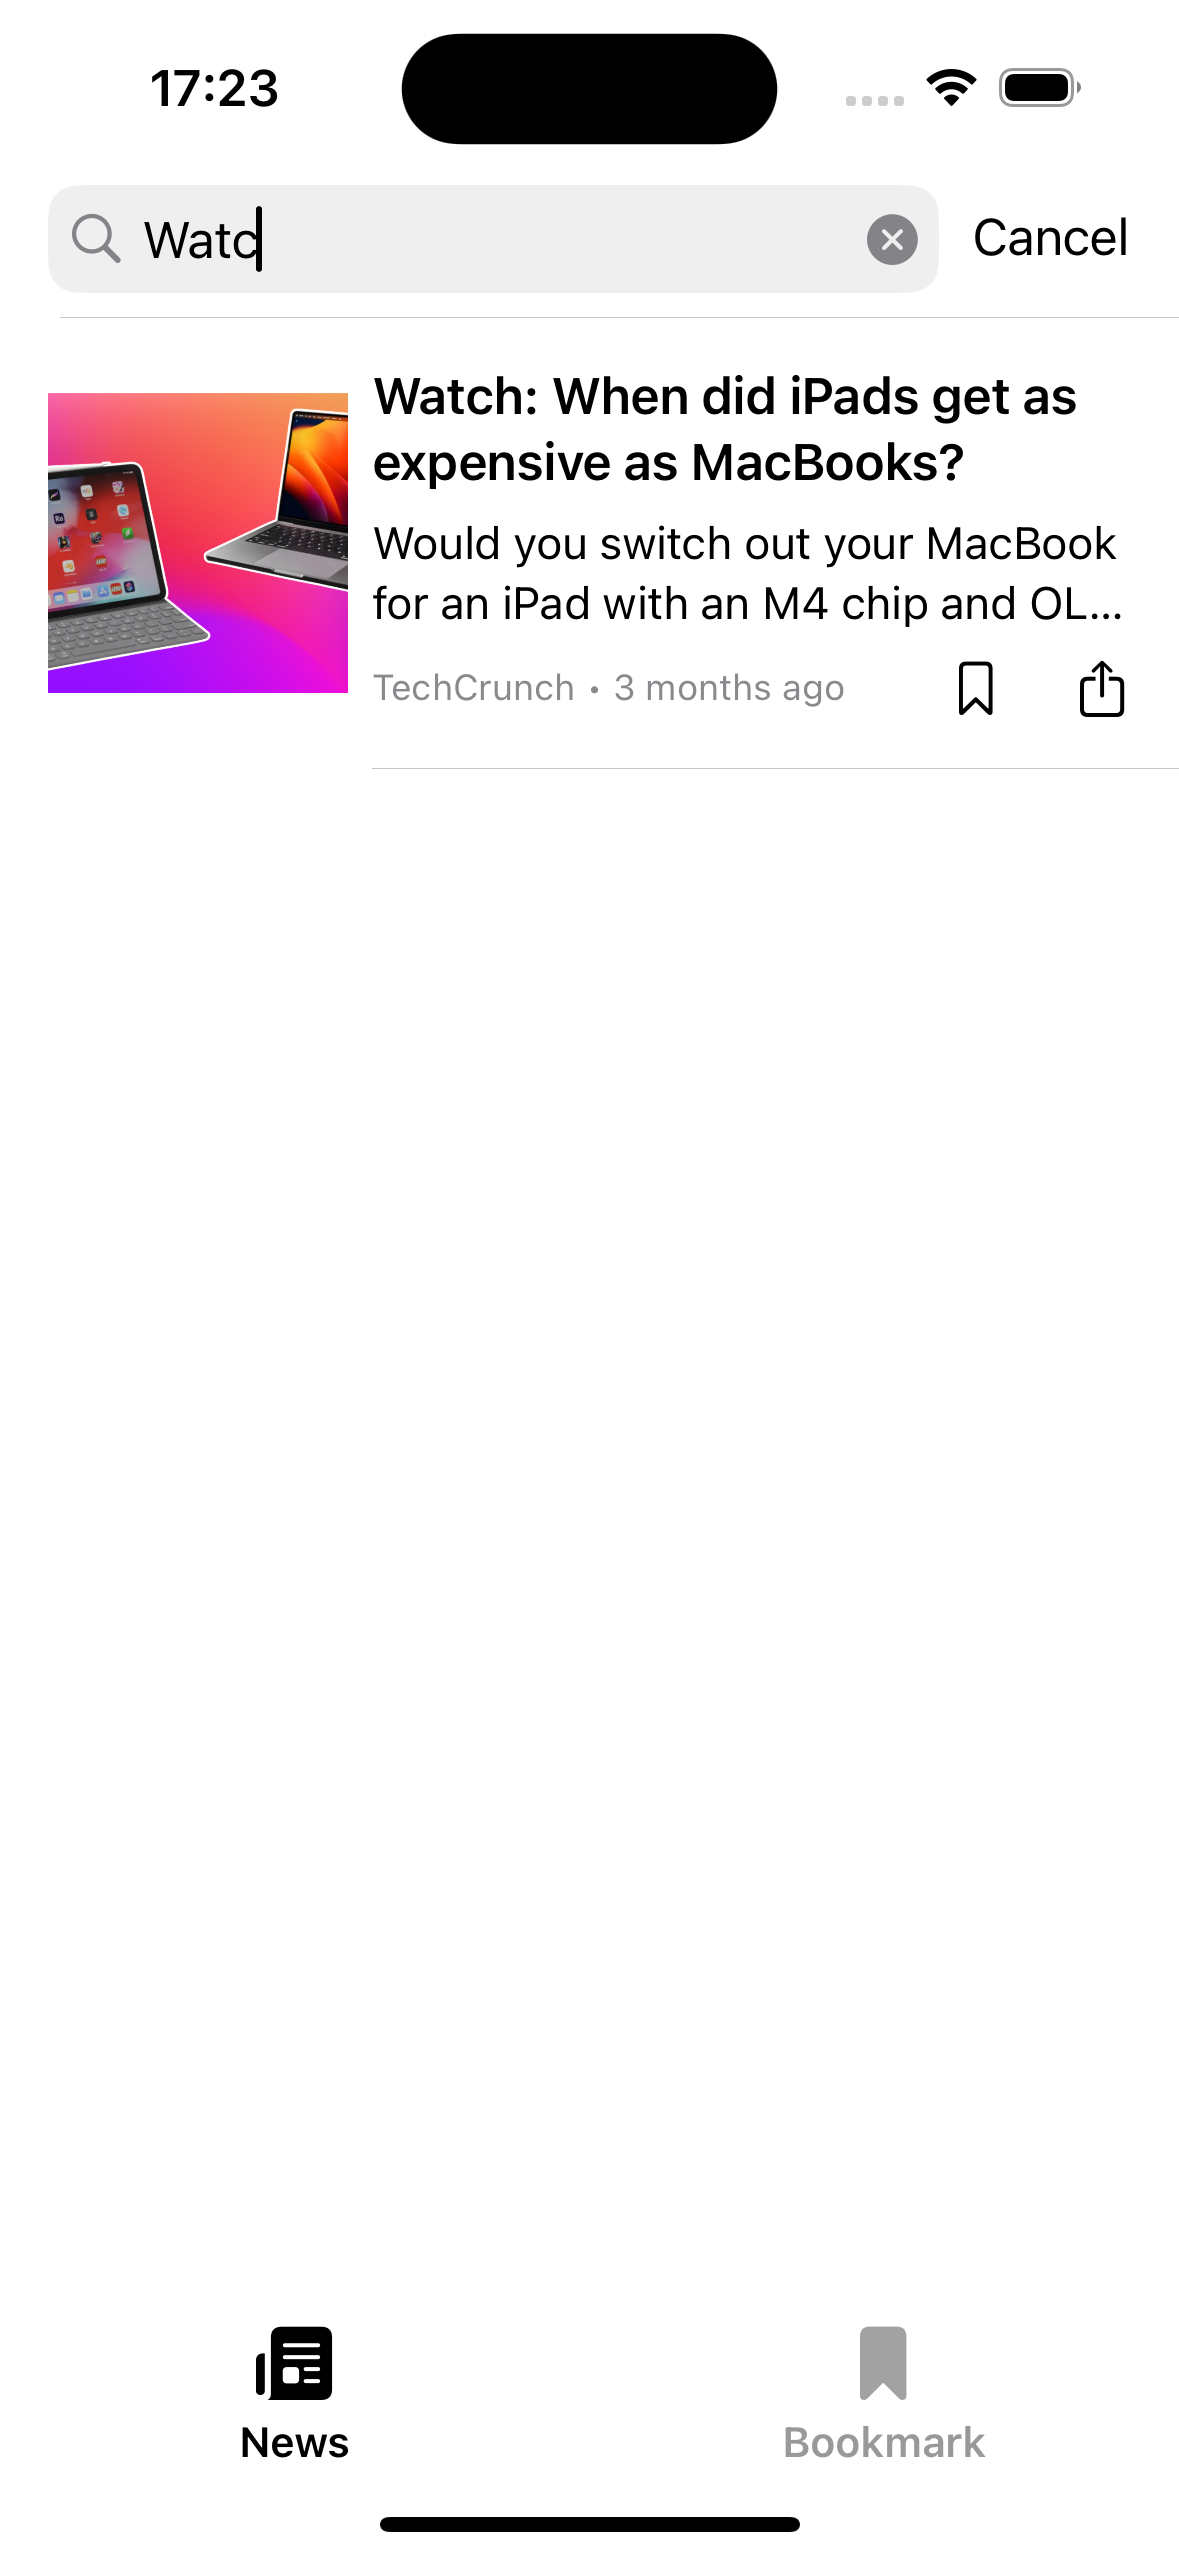 17:23
Watc
Cancel
Watch: When did iPads get as
expensive as MacBooks?
Would you switch out your MacBook
for an iPad with an M4 chip and OL...
TechCrunch • 3 months ago
News
Bookmark